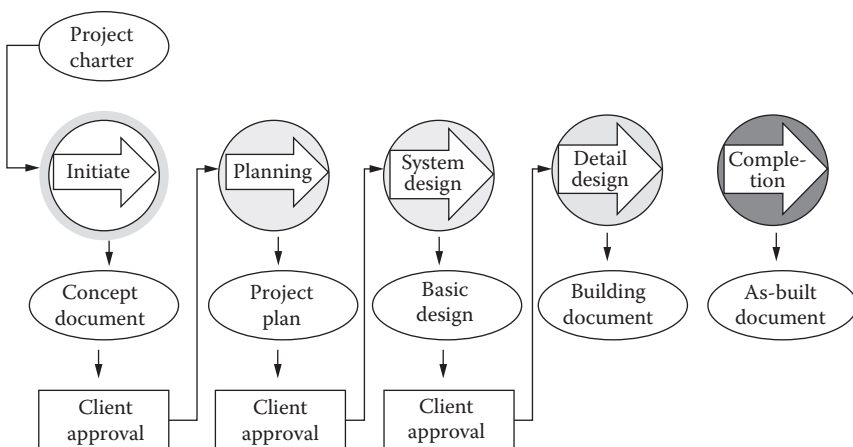 Project
charter
Initiate
Planning
System
design
Detail
design
Comple-
tion
Concept
document
Project
plan
Basic
design
Building
document
As-built
document
Client
approval
Client
approval
Client
approval